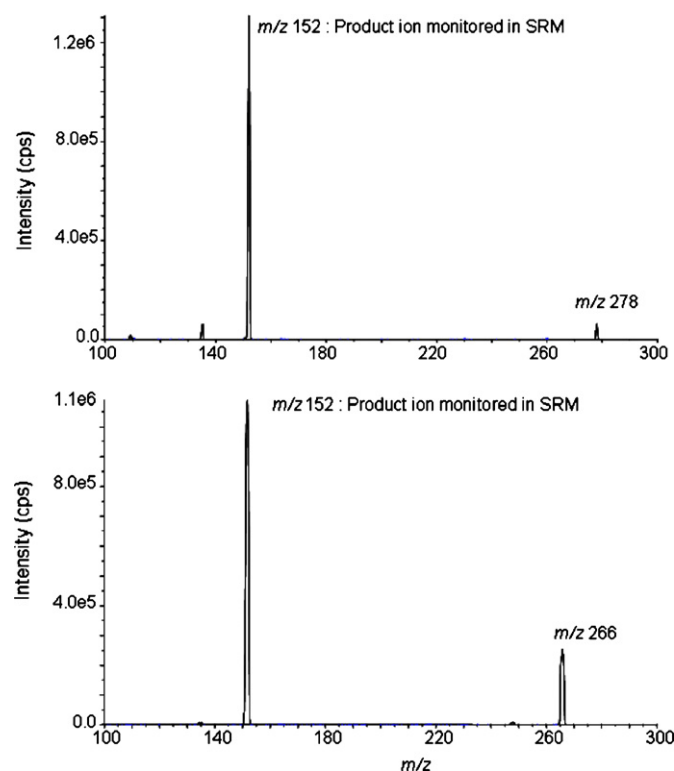 m/z 152 : Product ion monitored in SRM
1.2e6
8.0e5
4.0e5
0.0
Intensity (cps)
m/z 278
100 140 180 220 260 300
m/z 152 : Product ion monitored in SRM
1.1e6
8.0e5
4.0e5
0.0
Intensity (cps)
m/z 266
100 140 180 220 260 300
m/z